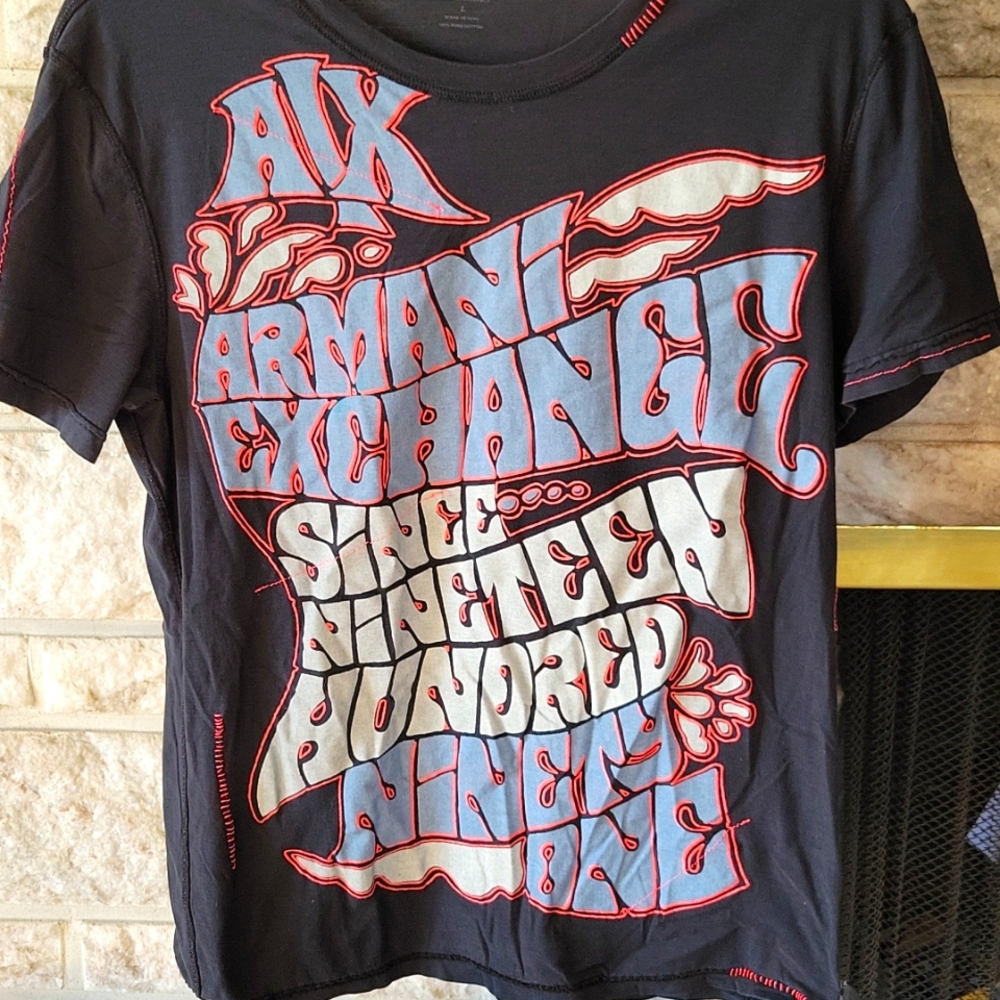 A|X
ARMANi
EXCHANGE
SiNCE
NiNETEEN
HUNDRED
NiNETY
ONE